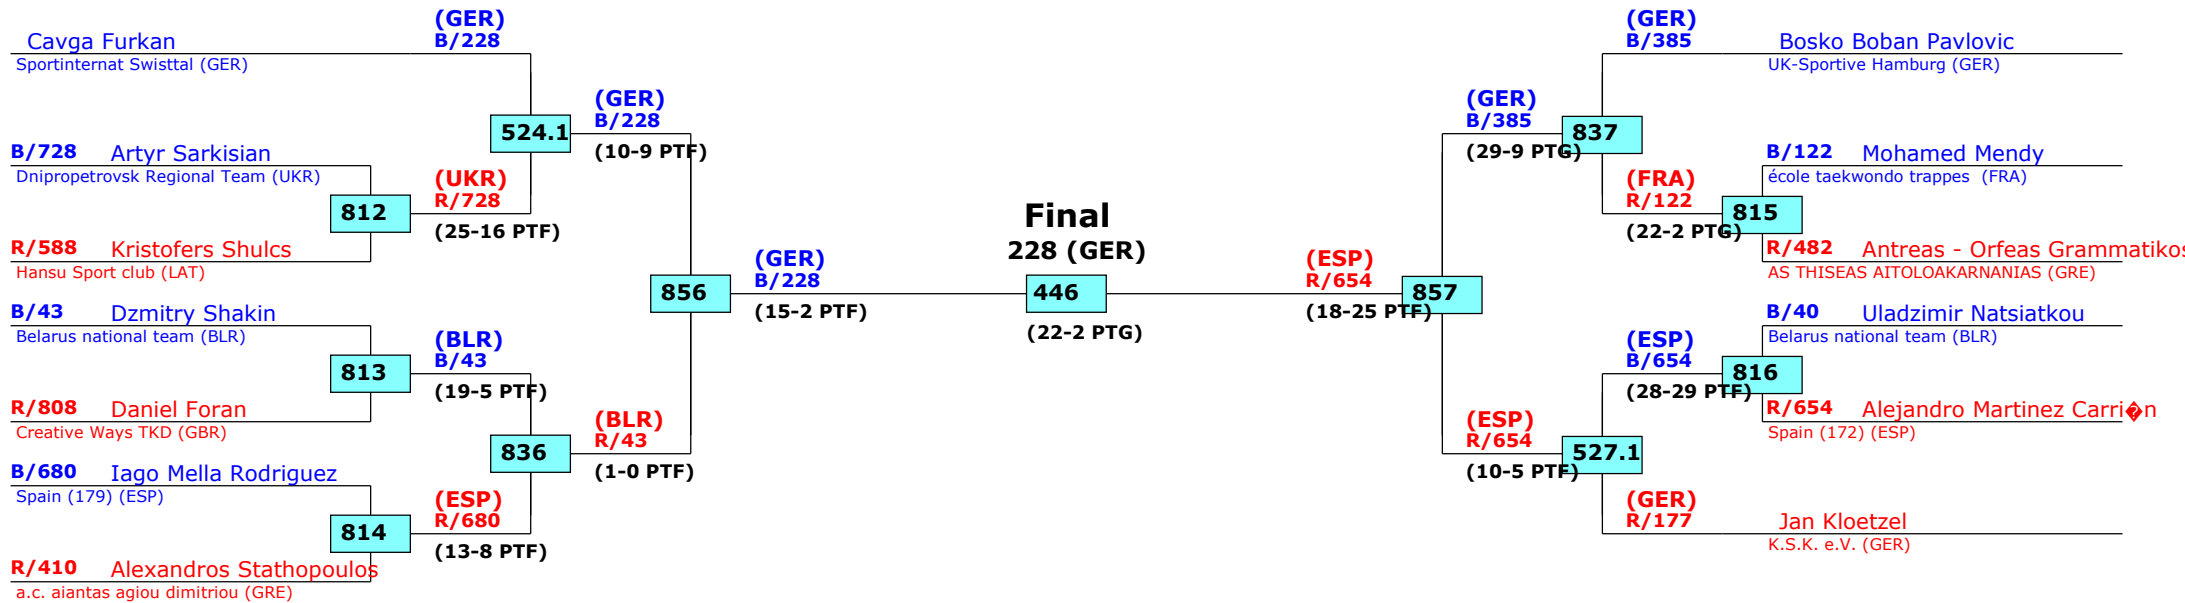 (GER)
B/228
Cavga Furkan
Sportinternat Swisttal (GER)
524.1
(GER)
B/228
(10-9 PTF)
B/728 Artyr Sarkisian
Dnipropetrovsk Regional Team (UKR)
812
(UKR)
R/728
(25-16 PTF)
R/588 Kristofers Shulcs
Hansu Sport club (LAT)
856
(GER)
B/228
(15-2 PTF)
B/43 Dzmitry Shakin
Belarus national team (BLR)
813
(BLR)
B/43
(19-5 PTF)
R/808 Daniel Foran
Creative Ways TKD (GBR)
836
(BLR)
R/43
(1-0 PTF)
B/680 Iago Mella Rodriguez
Spain (179) (ESP)
814
(ESP)
R/680
(13-8 PTF)
R/410 Alexandros Stathopoulos
a.c. aiantas agiou dimitriou (GRE)
Final
228 (GER)
446
(22-2 PTG)
(GER)
B/385
Bosko Boban Pavlovic
UK-Sportive Hamburg (GER)
(GER)
B/385
837
(29-9 PTG)
B/122 Mohamed Mendy
école taekwondo trappes (FRA)
(FRA)
R/122
815
(22-2 PTG)
R/482 Antreas - Orfeas Grammatikos
AS THISEAS AITOLOAKARNANIAS (GRE)
(ESP)
R/654
857
(18-25 PTF)
B/40 Uladzimir Natsiatkou
Belarus national team (BLR)
(ESP)
B/654
816
(28-29 PTF)
R/654 Alejandro Martinez Carri�n
Spain (172) (ESP)
(ESP)
R/654
527.1
(10-5 PTF)
(GER)
R/177
Jan Kloetzel
K.S.K. e.V. (GER)